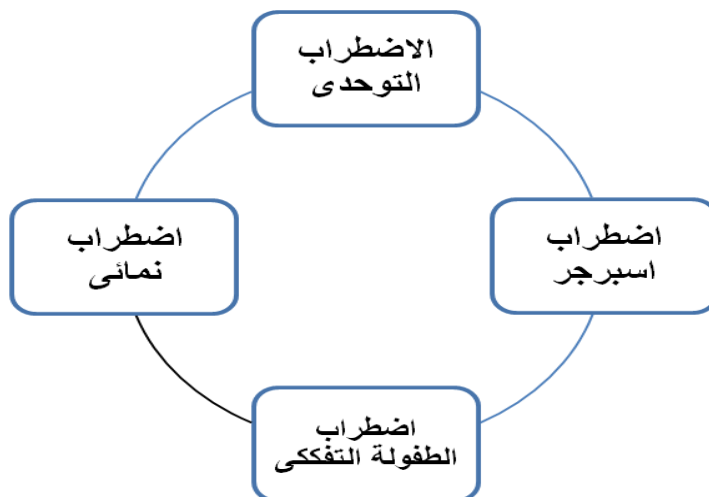 الاضطراب
التوحدى
اضطراب
اسبرجر
اضطراب
الطفولة التفككى
اضطراب
نمائى